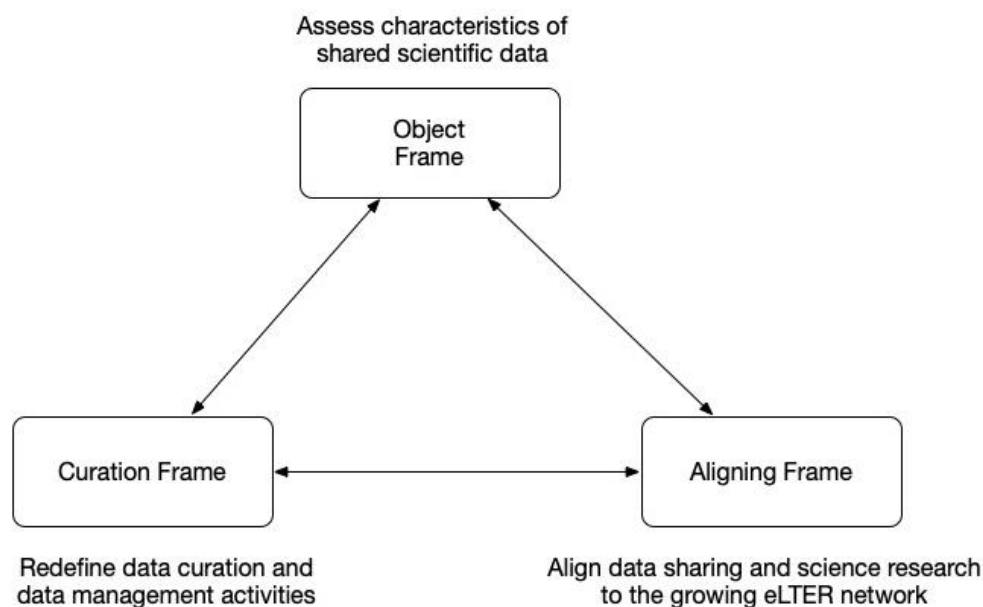 Assess characteristics of
shared scientific data
Object
Frame
Curation Frame
Aligning Frame
Redefine data curation and
data management activities
Align data sharing and science research
to the growing eLTER network